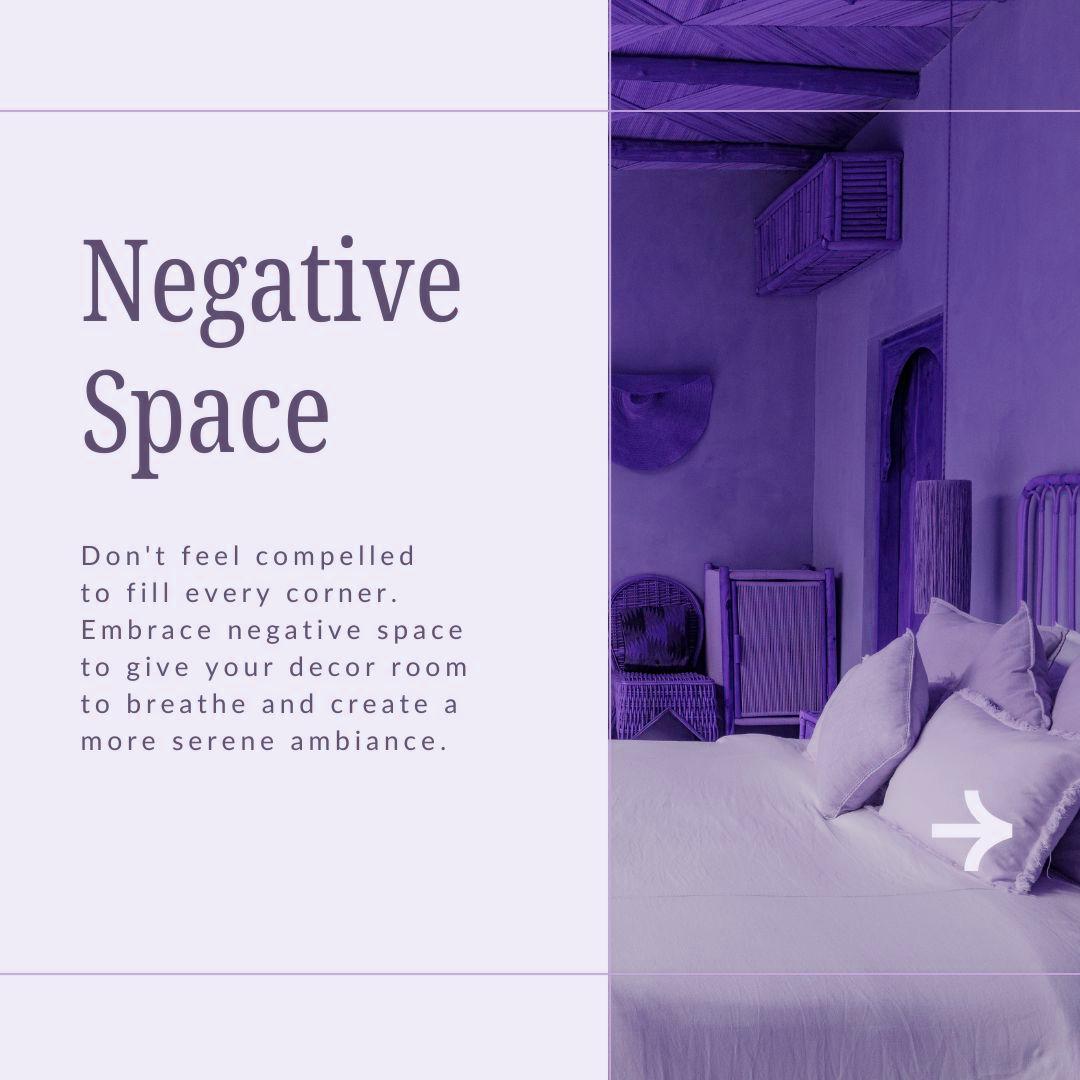 Negative
Space
Don't feel compelled
to fill every corner.
Embrace negative space
to give your decor room
to breathe and create a
more serene ambiance.